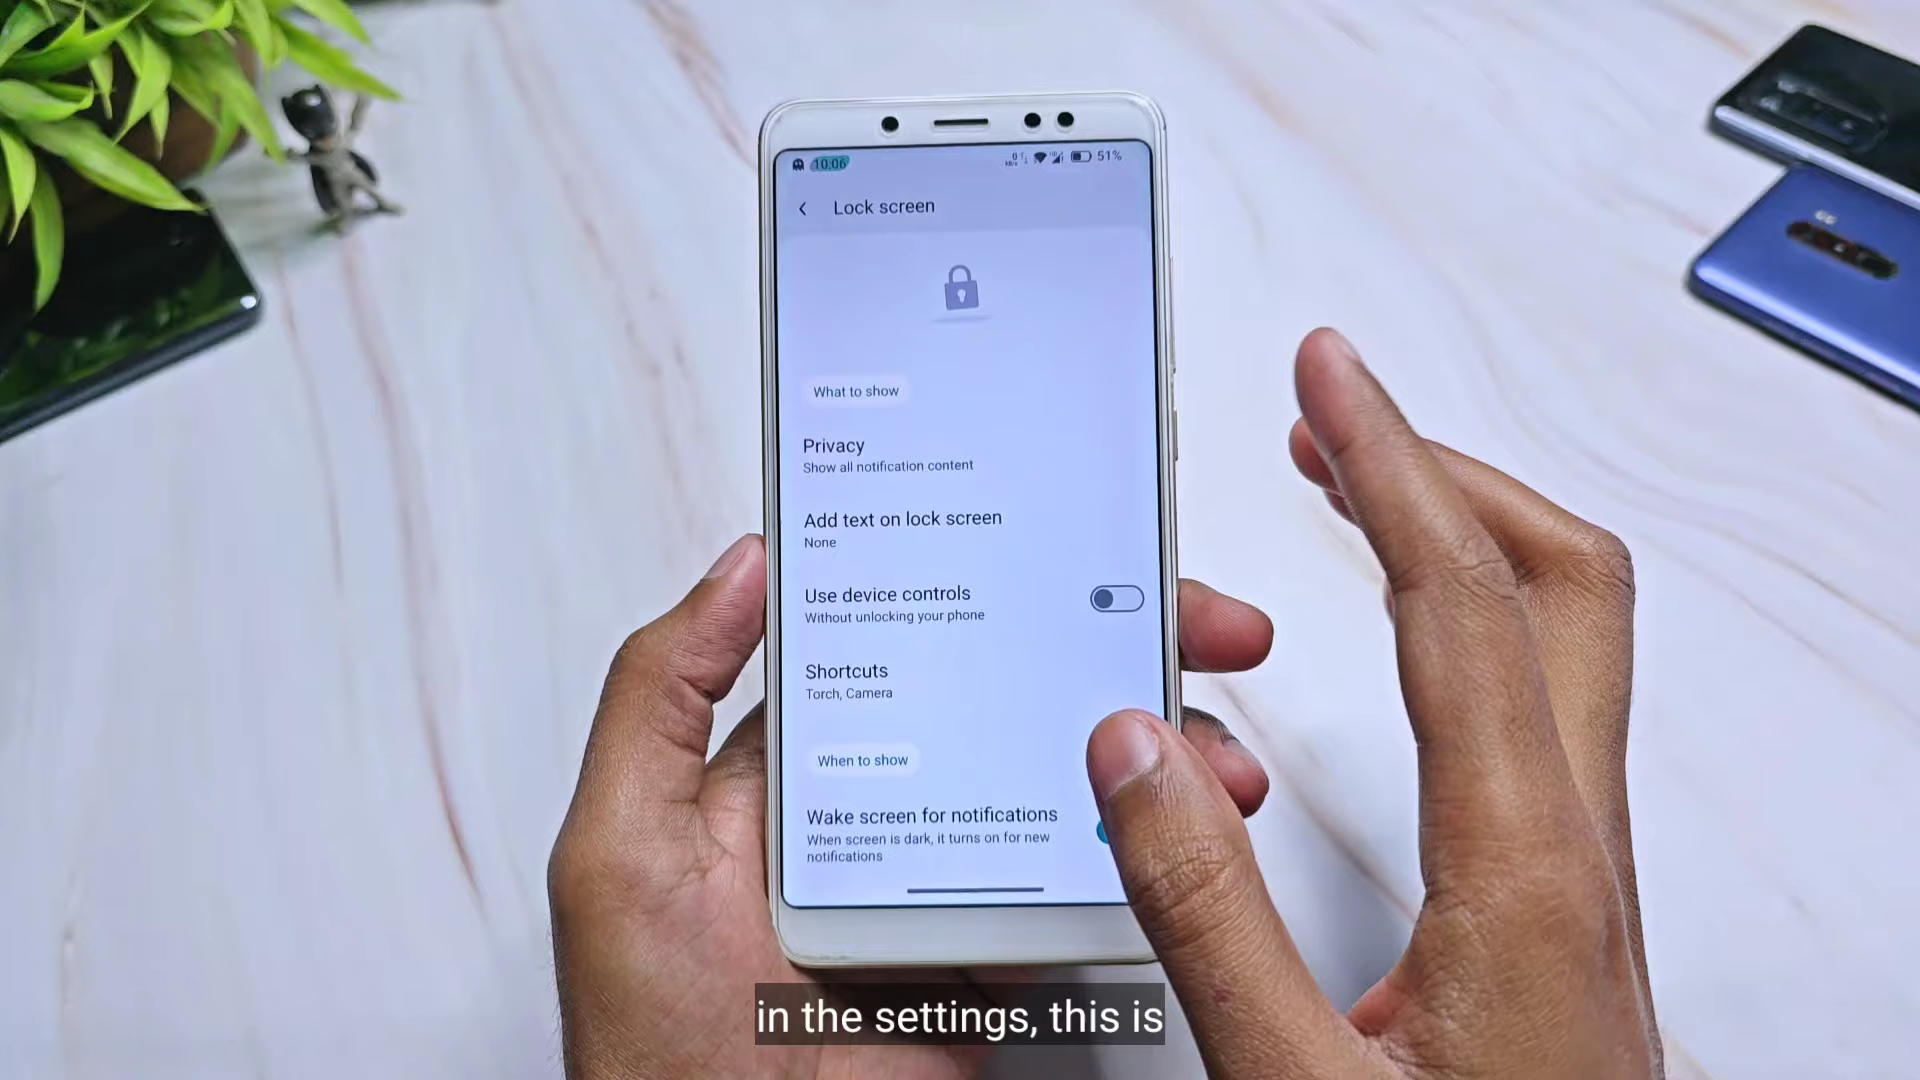 10:06
51%
Lock screen
What to show
Privacy
Show all notification content
Add text on lock screen
None
Use device controls
Without unlocking your phone
Shortcuts
Torch, Camera
When to show
Wake screen for notifications
When screen is dark, it turns on for new
notifications
in the settings, this is